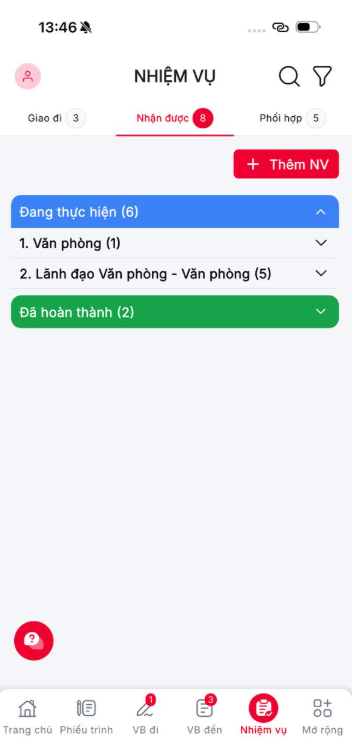 13:46
NHIỆM VỤ
Giao đi 3
Nhận được 8
Phối hợp 5
+ Thêm NV
Đang thực hiện (6)
1. Văn phòng (1)
2. Lãnh đạo Văn phòng - Văn phòng (5)
Đã hoàn thành (2)
?
1
3
Trang chủ
Phiếu trình
VB đi
VB đến
Nhiệm vụ
Mở rộng